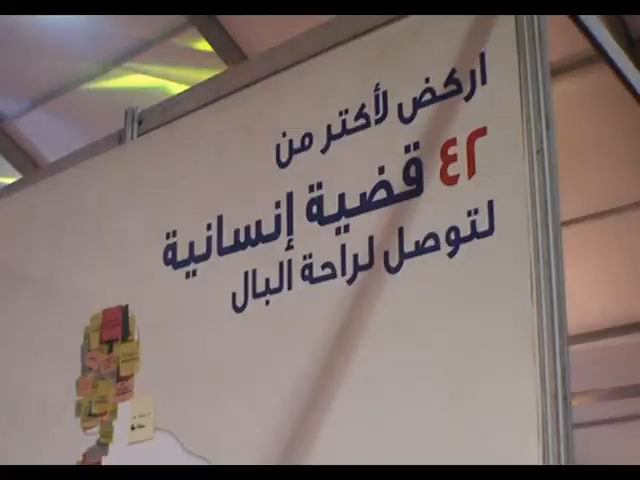 اركض لأكتر من
٤٢ قضية إنسانية
لتوصل لراحة البال